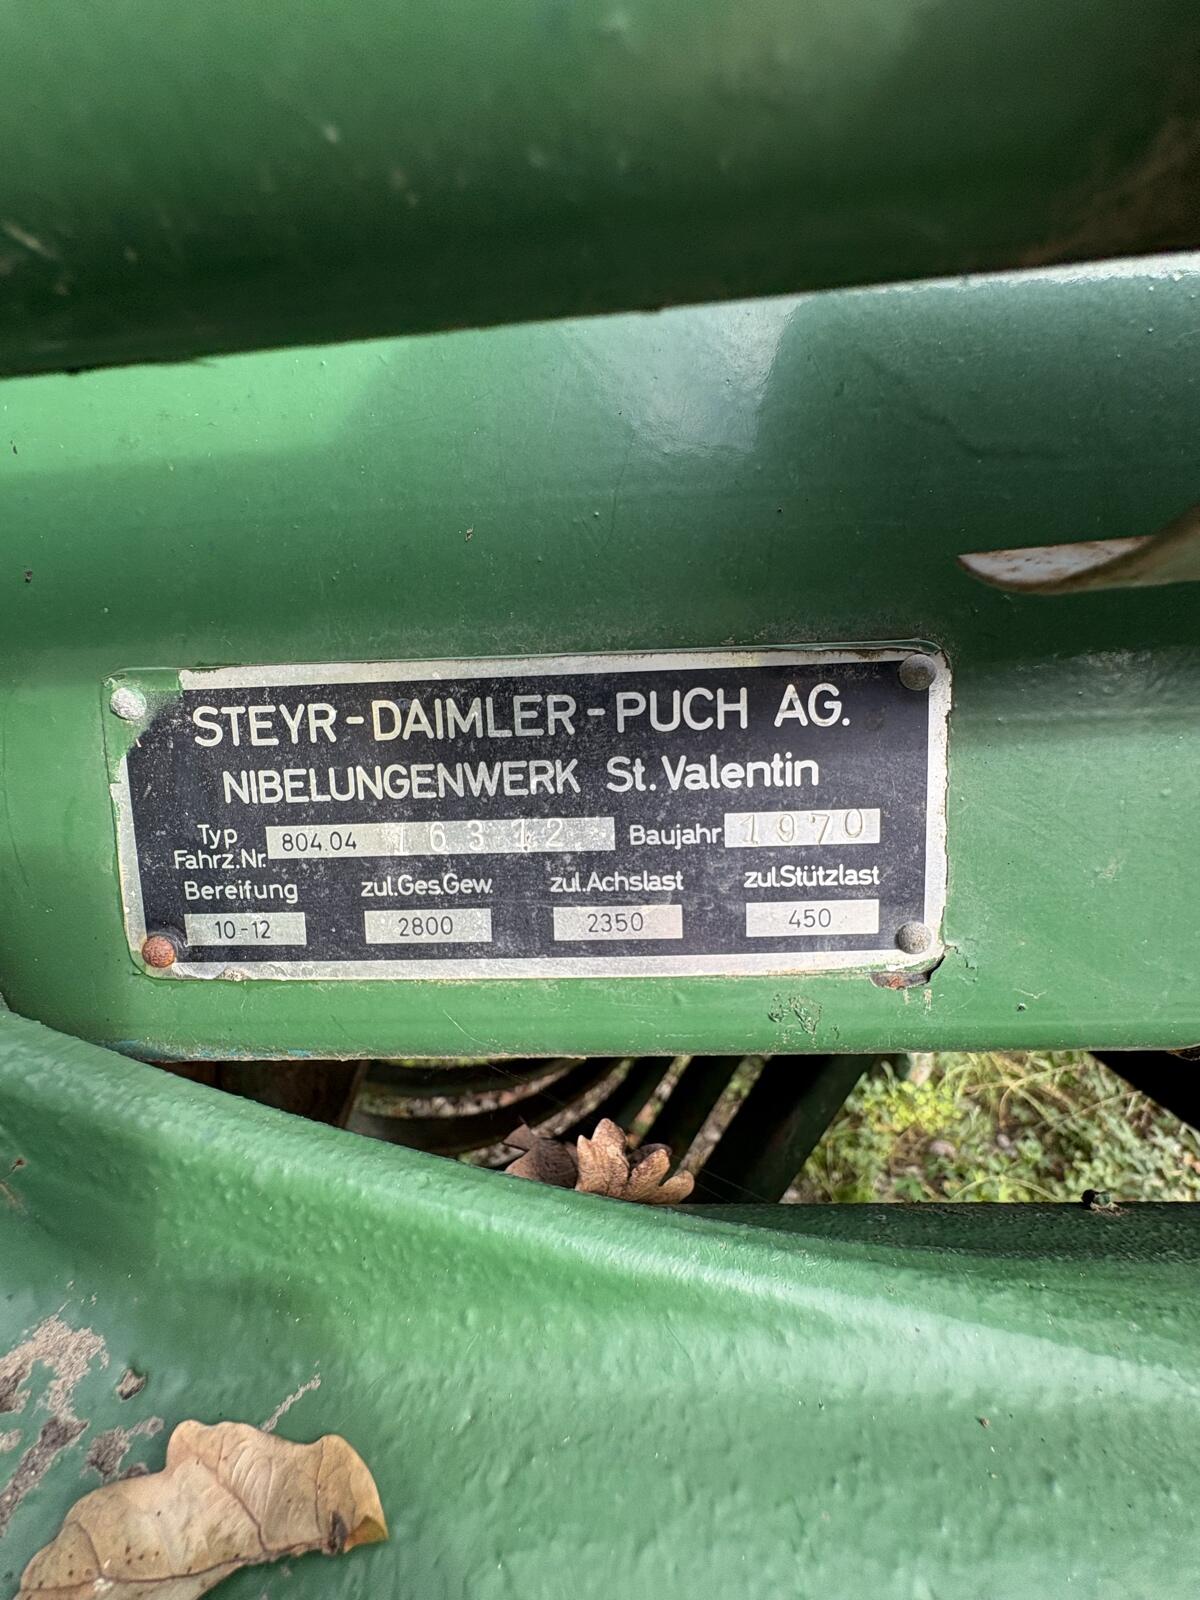 STEYR-DAIMLER-PUCH AG.
NIBELUNGENWERK St. Valentin
Typ
Fahrz.Nr. 804.04 16312 Baujahr 1970
Bereifung zul.Ges.Gew. zul.Achslast zul.Stützlast
10-12 2800 2350 450